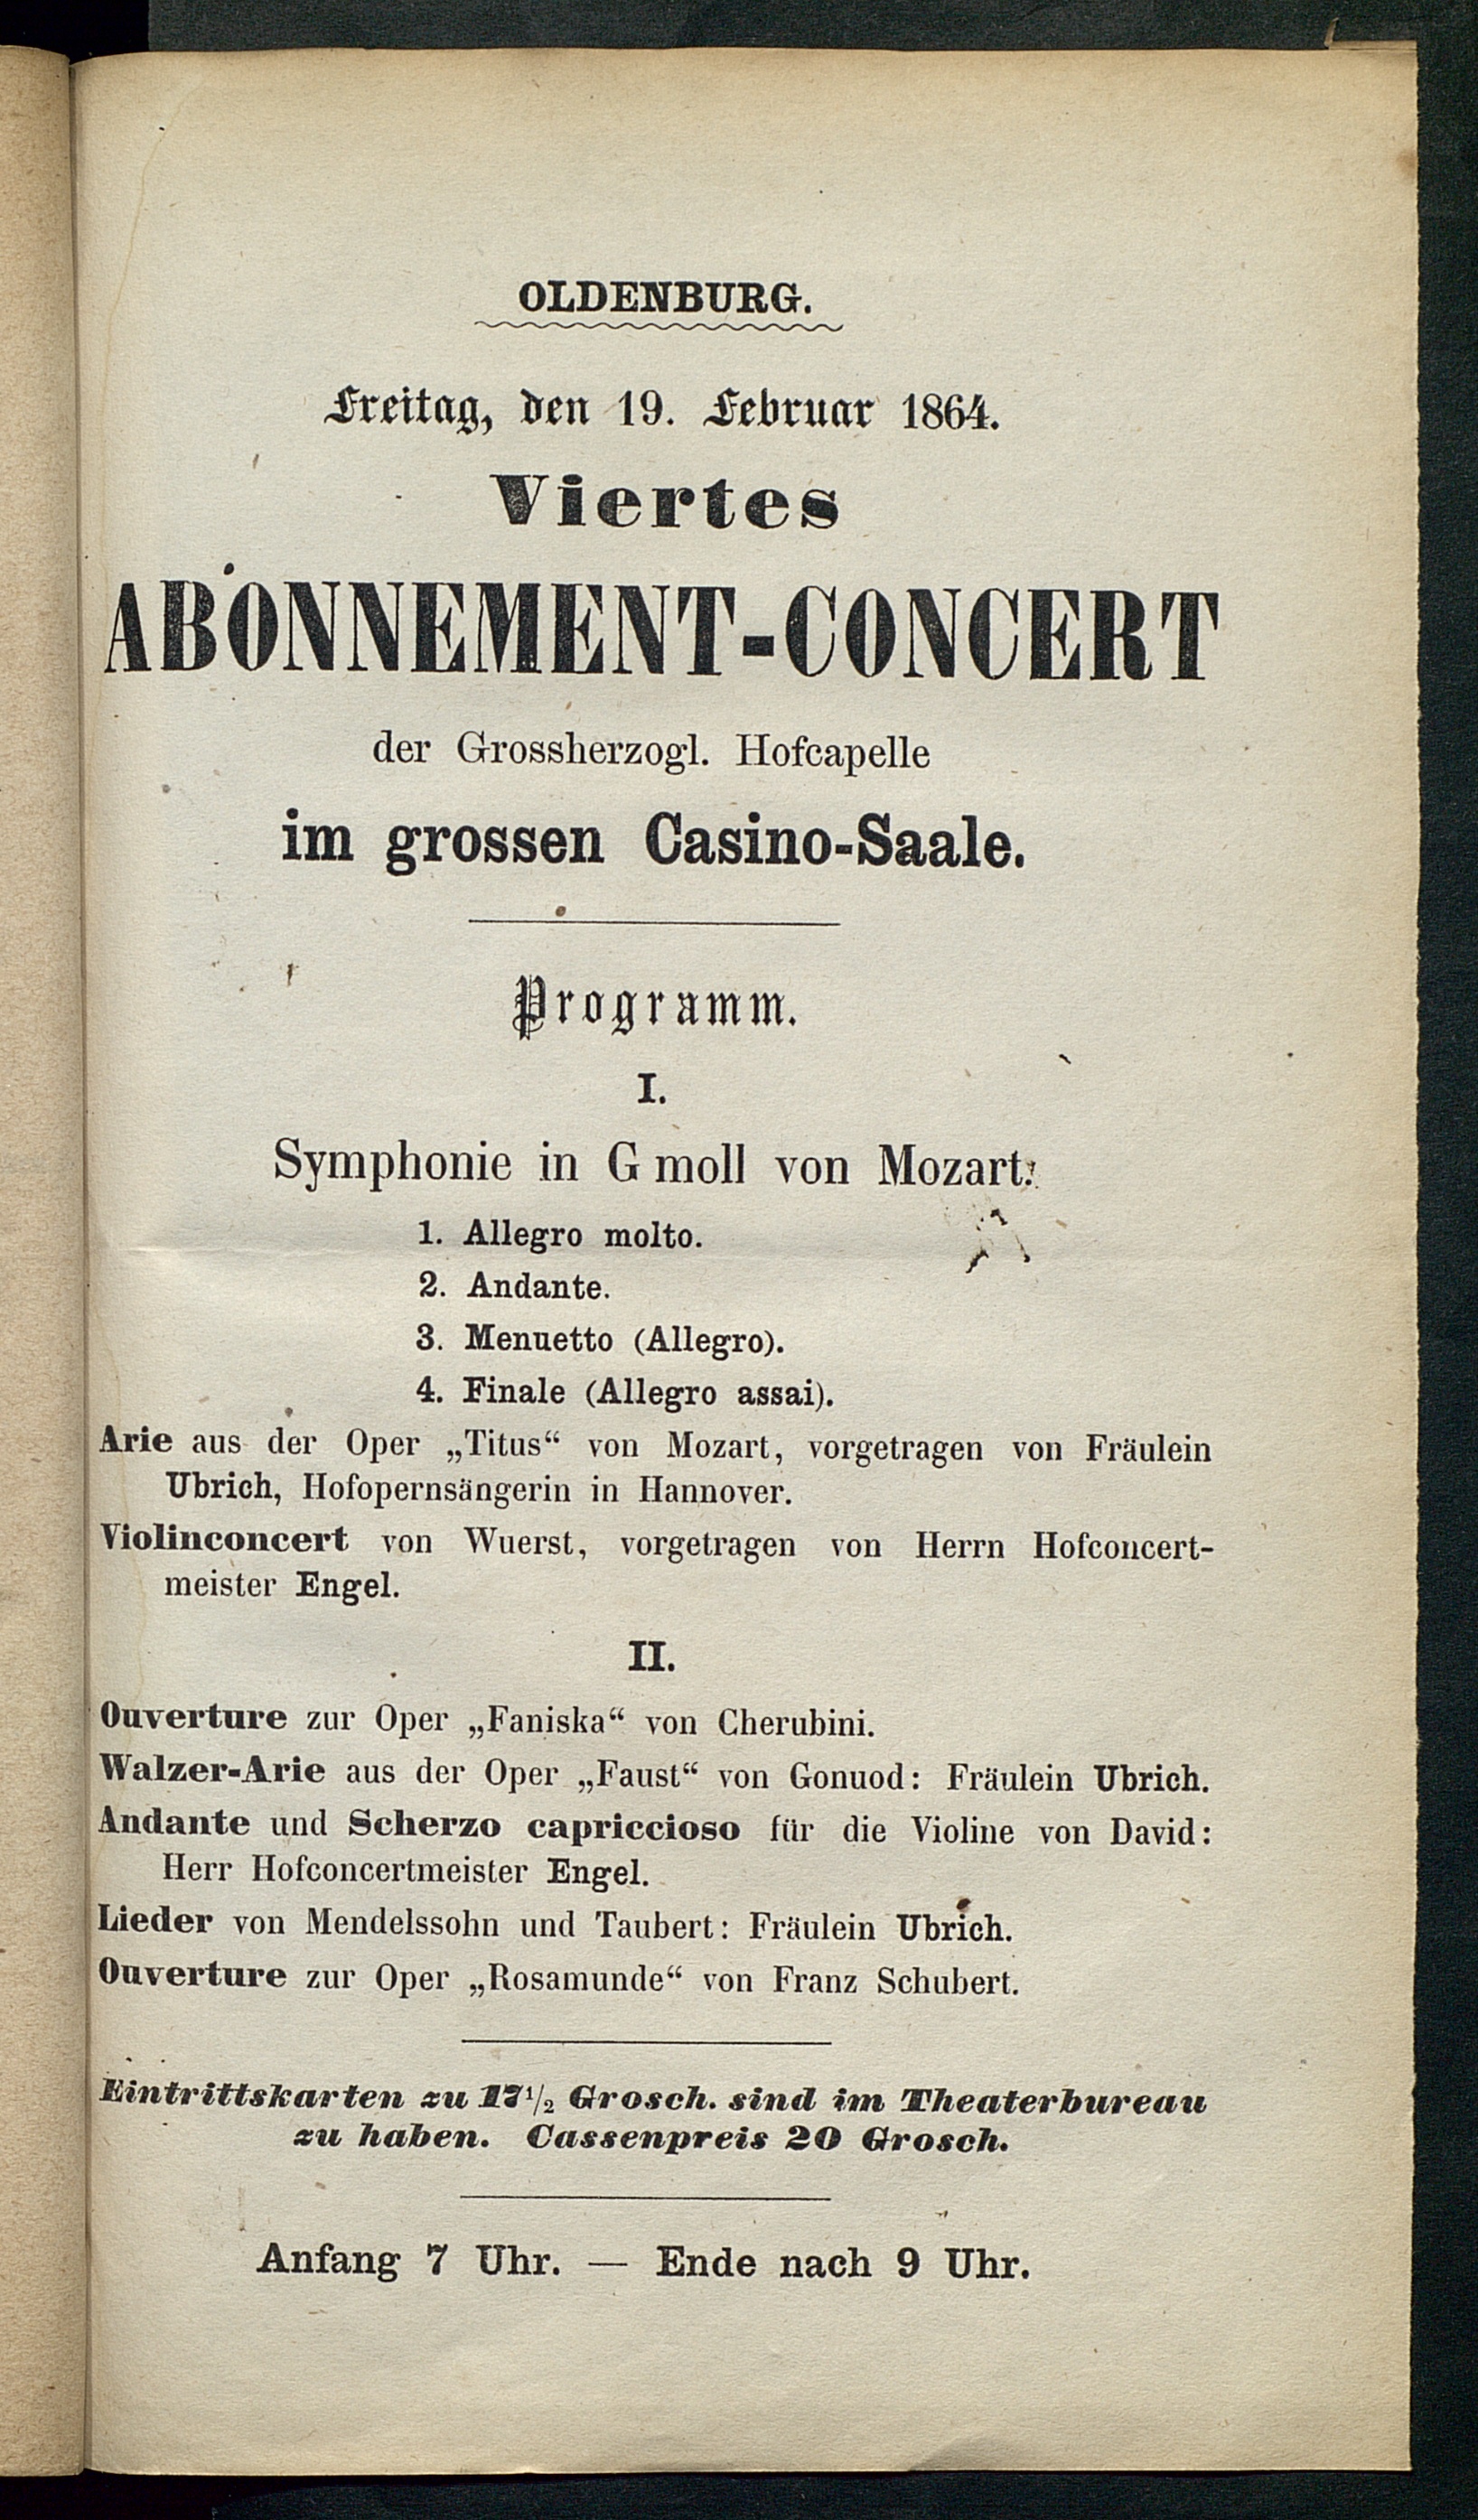 OLDENBURG.
Freitag, den 19. Februar 1864.
Viertes
ABONNEMENT-CONCERT
der Grossherzogl. Hofcapelle
im grossen Casino-Saale.
Programm.
I.
Symphonie in G moll von Mozart.
1. Allegro molto.
2. Andante.
3. Menuetto (Allegro).
4. Finale (Allegro assai).
Arie aus der Oper „Titus“ von Mozart, vorgetragen von Fräulein
Ubrich, Hofopernsängerin in Hannover.
Violinconcert von Wuerst, vorgetragen von Herrn Hofconcert-
meister Engel.
II.
Ouverture zur Oper „Faniska“ von Cherubini.
Walzer-Arie aus der Oper „Faust“ von Gonuod: Fräulein Ubrich.
Andante und Scherzo capriccioso für die Violine von David:
Herr Hofconcertmeister Engel.
Lieder von Mendelssohn und Taubert: Fräulein Ubrich.
Ouverture zur Oper „Rosamunde“ von Franz Schubert.
Eintrittskarten zu 17½ Grosch. sind im Theaterbureau
zu haben. Cassenpreis 20 Grosch.
Anfang 7 Uhr. — Ende nach 9 Uhr.